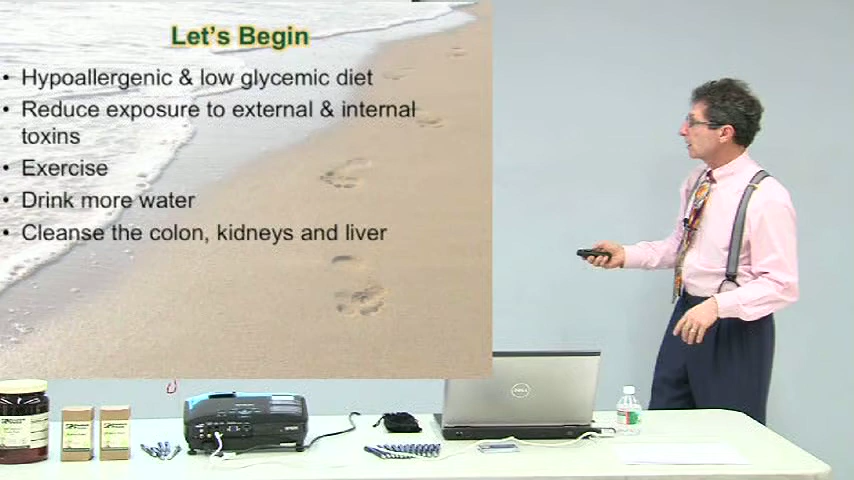 Let's Begin
• Hypoallergenic & low glycemic diet
• Reduce exposure to external & internal
toxins
• Exercise
• Drink more water
• Cleanse the colon, kidneys and liver
DELL
EPSON